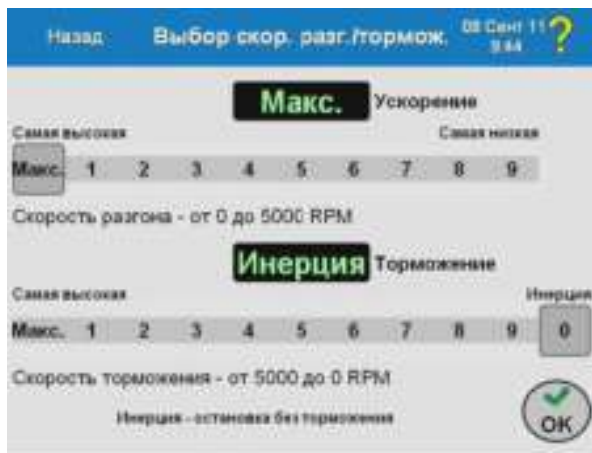 Назад Выбор скор. разг./тормож. 08 Сент 11 ?
Макс. Ускорение
Самая высокая Самая низкая
Макс. 1 2 3 4 5 6 7 8 9
Скорость разгона - от 0 до 5000 RPM
Инерция Торможение
Самая высокая Инерция
Макс. 1 2 3 4 5 6 7 8 9 0
Скорость торможения - от 5000 до 0 RPM
Инерция - остановка без торможения
OK